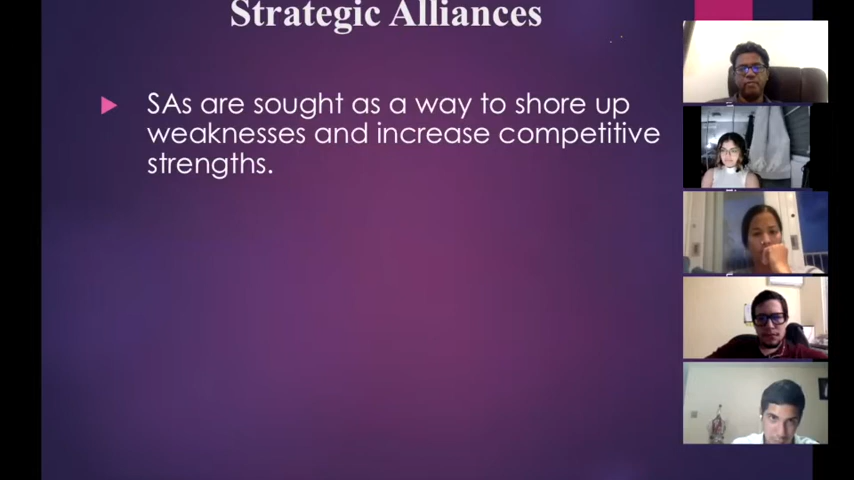 Strategic Alliances
SAs are sought as a way to shore up
weaknesses and increase competitive
strengths.